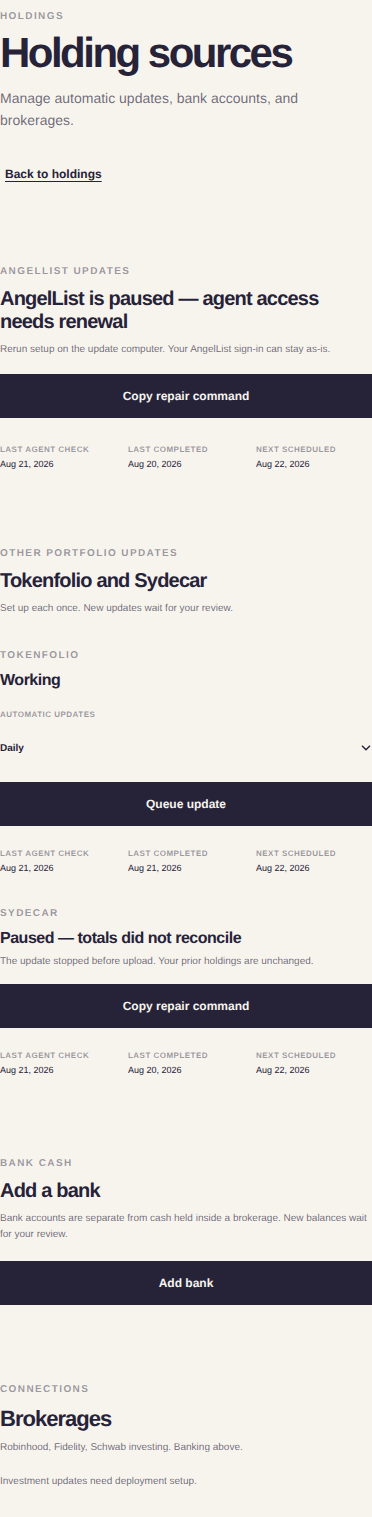 HOLDINGS
Holding sources
Manage automatic updates, bank accounts, and
brokerages.
Back to holdings
ANGELLIST UPDATES
AngelList is paused — agent access
needs renewal
Rerun setup on the update computer. Your AngelList sign-in can stay as-is.
Copy repair command
LAST AGENT CHECK LAST COMPLETED NEXT SCHEDULED
Aug 21, 2026 Aug 20, 2026 Aug 22, 2026
OTHER PORTFOLIO UPDATES
Tokenfolio and Sydecar
Set up each once. New updates wait for your review.
TOKENFOLIO
Working
AUTOMATIC UPDATES
Daily
Queue update
LAST AGENT CHECK LAST COMPLETED NEXT SCHEDULED
Aug 21, 2026 Aug 21, 2026 Aug 22, 2026
SYDECAR
Paused — totals did not reconcile
The update stopped before upload. Your prior holdings are unchanged.
Copy repair command
LAST AGENT CHECK LAST COMPLETED NEXT SCHEDULED
Aug 21, 2026 Aug 20, 2026 Aug 22, 2026
BANK CASH
Add a bank
Bank accounts are separate from cash held inside a brokerage. New balances wait
for your review.
Add bank
CONNECTIONS
Brokerages
Robinhood, Fidelity, Schwab investing. Banking above.
Investment updates need deployment setup.